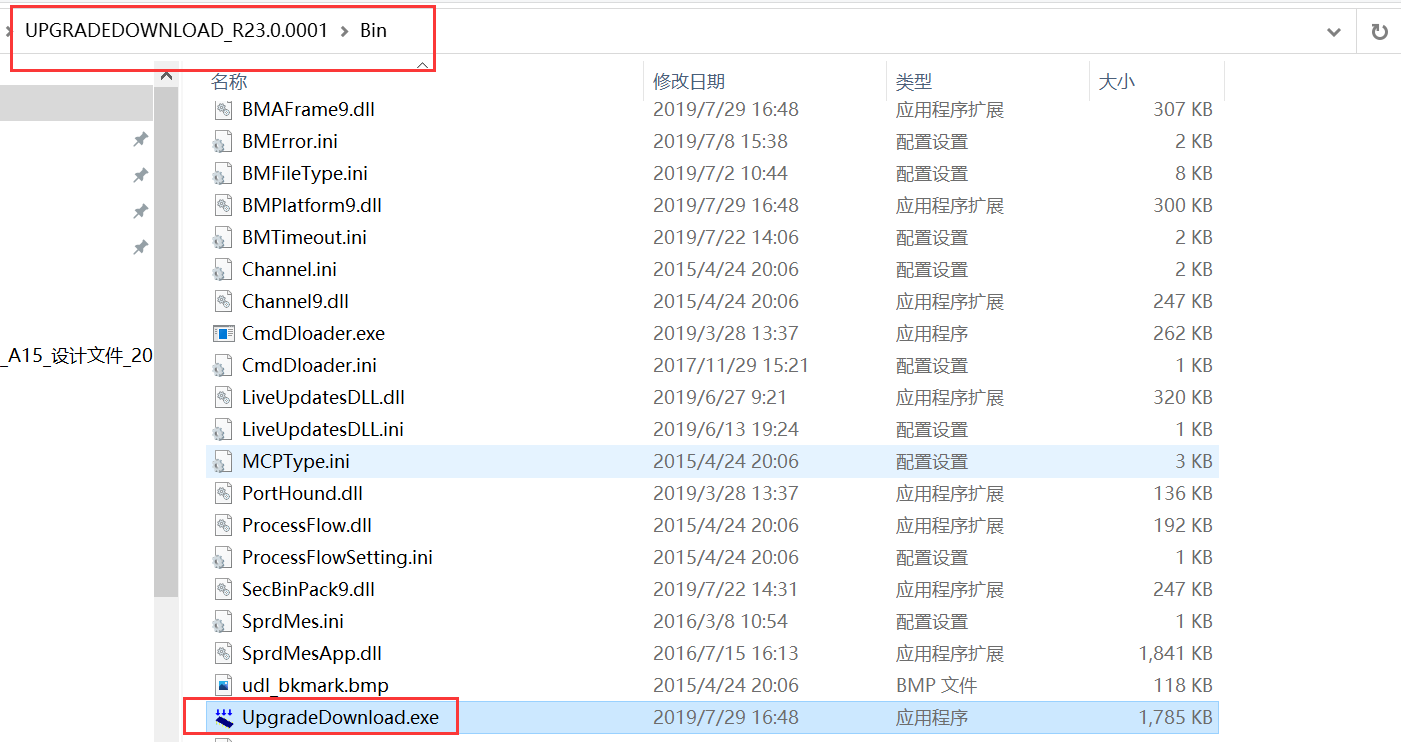 UPGRADEDOWNLOAD_R23.0.0001 > Bin
名称 修改日期 类型 大小
BMAFrame9.dll 2019/7/29 16:48 应用程序扩展 307 KB
BMError.ini 2019/7/8 15:38 配置设置 2 KB
BMFileType.ini 2019/7/2 10:44 配置设置 8 KB
BMPlatform9.dll 2019/7/29 16:48 应用程序扩展 300 KB
BMTimeout.ini 2019/7/22 14:06 配置设置 2 KB
Channel.ini 2015/4/24 20:06 配置设置 2 KB
Channel9.dll 2015/4/24 20:06 应用程序扩展 247 KB
CmdDloader.exe 2019/3/28 13:37 应用程序 262 KB
_A15_设计文件_20
CmdDloader.ini 2017/11/29 15:21 配置设置 1 KB
LiveUpdatesDLL.dll 2019/6/27 9:21 应用程序扩展 320 KB
LiveUpdatesDLL.ini 2019/6/13 19:24 配置设置 1 KB
MCPType.ini 2015/4/24 20:06 配置设置 3 KB
PortHound.dll 2019/3/28 13:37 应用程序扩展 136 KB
ProcessFlow.dll 2015/4/24 20:06 应用程序扩展 192 KB
ProcessFlowSetting.ini 2015/4/24 20:06 配置设置 1 KB
SecBinPack9.dll 2019/7/22 14:31 应用程序扩展 247 KB
SprdMes.ini 2016/3/8 10:54 配置设置 1 KB
SprdMesApp.dll 2016/7/15 16:13 应用程序扩展 1,841 KB
udl_bkmark.bmp 2015/4/24 20:06 BMP 文件 118 KB
UpgradeDownload.exe 2019/7/29 16:48 应用程序 1,785 KB